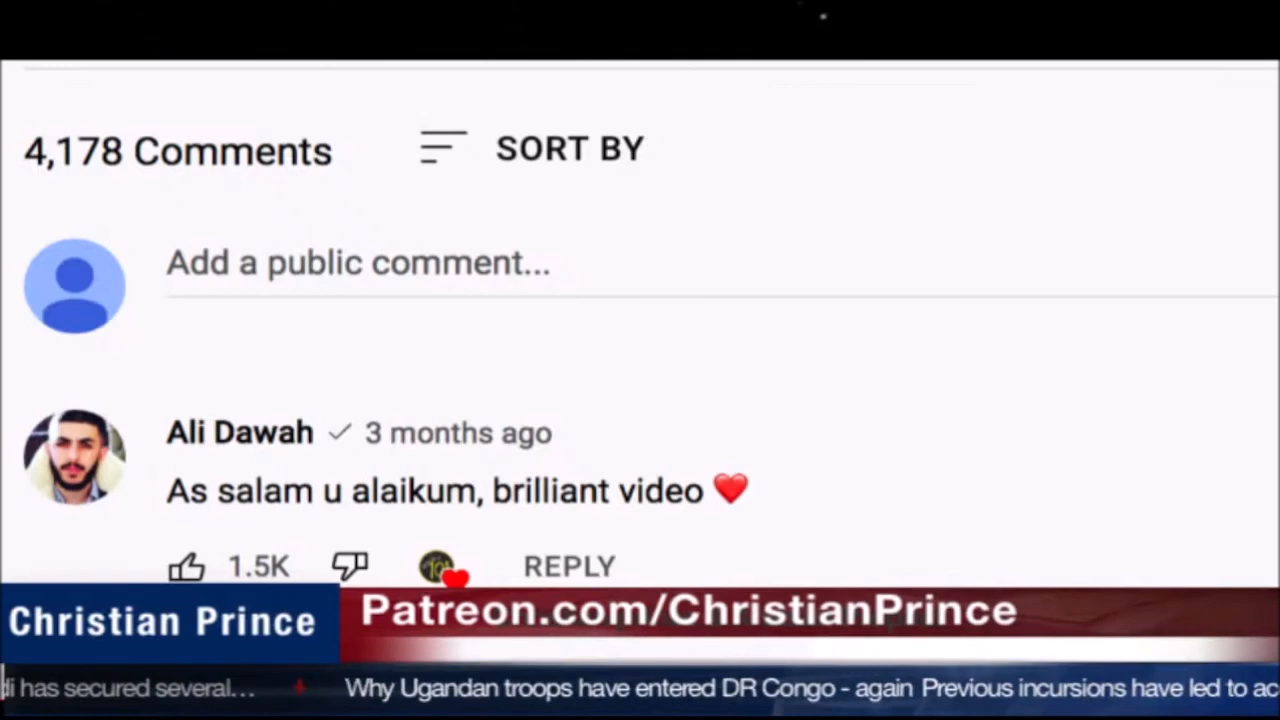 4,178 Comments
SORT BY
Add a public comment...
Ali Dawah 3 months ago
As salam u alaikum, brilliant video ❤️
1.5K REPLY
Christian Prince
Patreon.com/ChristianPrince
di has secured several... Why Ugandan troops have entered DR Congo - again Previous incursions have led to ac